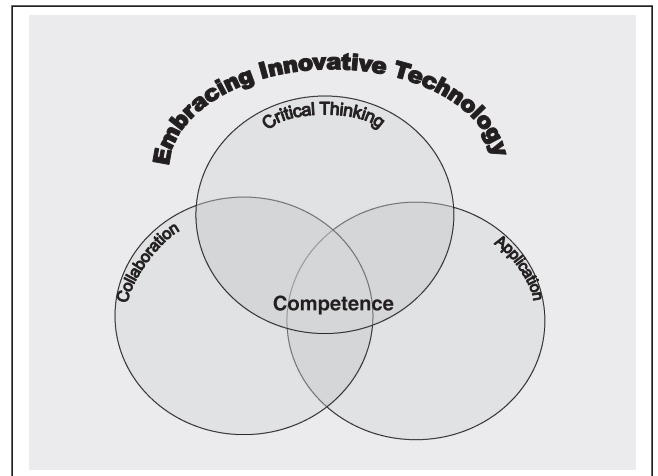 Embracing Innovative Technology
Critical Thinking
Collaboration
Application
Competence